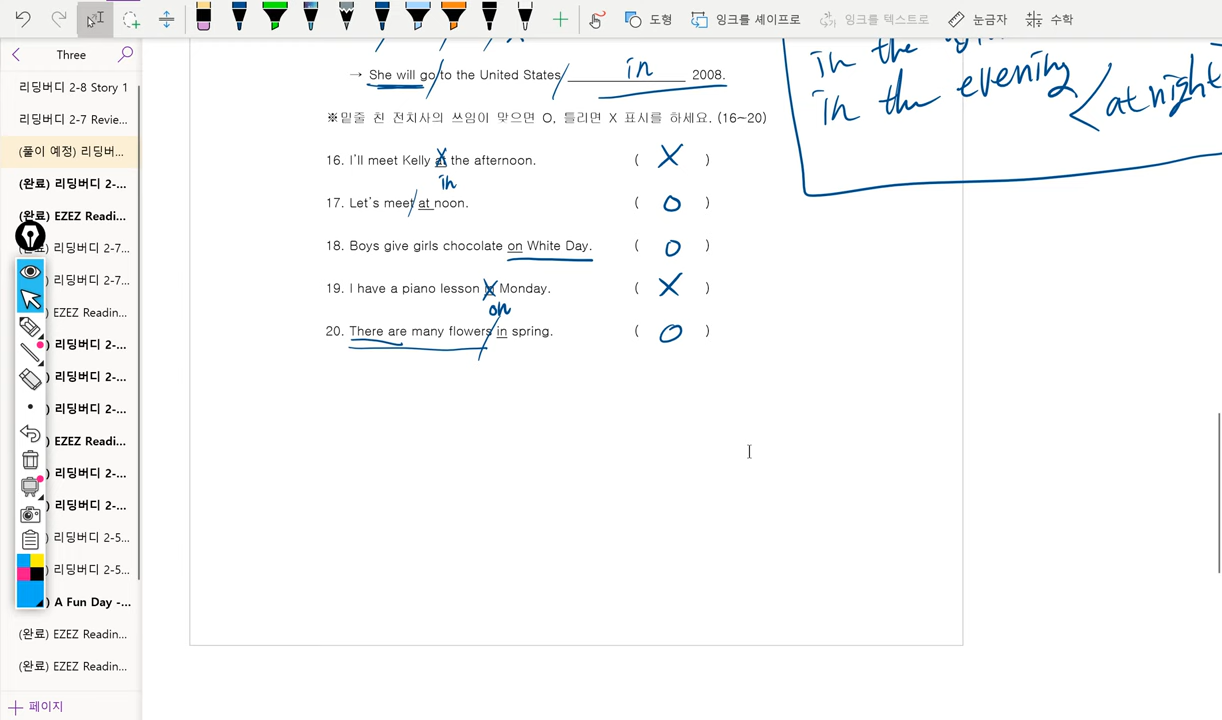 도형
잉크를 셰이프로
잉크를 텍스트로
눈금자
수학
Three
리딩버디 2-8 Story 1
리딩버디 2-7 Revie...
(풀이 예정) 리딩버...
(완료) 리딩버디 2-...
(완료) EZEZ Readi...
리딩버디 2-7...
) 리딩버디 2-7...
EZEZ Readin...
) 리딩버디 2-...
) 리딩버디 2-...
) 리딩버디 2-...
) EZEZ Readi...
) 리딩버디 2-...
) 리딩버디 2-...
) 리딩버디 2-5...
) 리딩버디 2-5...
) A Fun Day -...
(완료) EZEZ Readin...
(완료) EZEZ Readin...
페이지
→ She will go to the United States in 2008.
※밑줄 친 전치사의 쓰임이 맞으면 O, 틀리면 X 표시를 하세요. (16~20)
16. I'll meet Kelly at the afternoon. ( X )
in
17. Let's meet at noon. ( O )
18. Boys give girls chocolate on White Day. ( O )
19. I have a piano lesson in Monday. ( X )
on
20. There are many flowers in spring. ( O )
in the
in the evening
at night